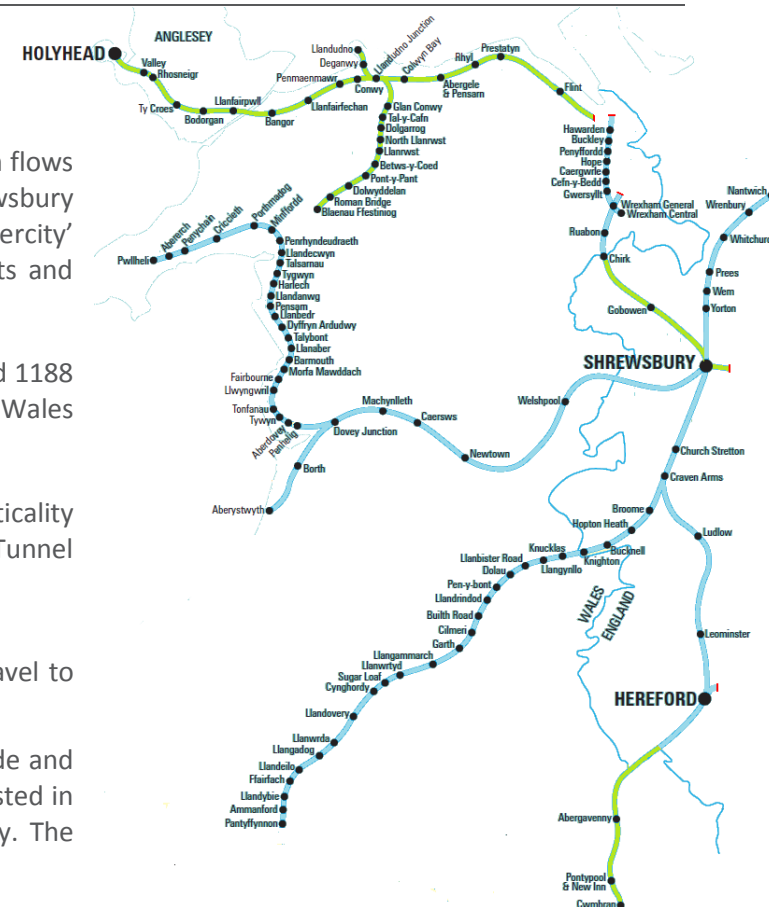 n flows
wsbury
ercity’
ts and
d 1188
Wales
ticality
Tunnel
avel to
de and
sted in
y. The
HOLYHEAD
ANGLESEY
Valley
Rhosneigr
Ty Croes
Bodorgan
Llanfairpwll
Bangor
Llanfairfechan
Penmaenmawr
Conwy
Llandudno
Deganwy
Llandudno Junction
Colwyn Bay
Abergele
& Pensarn
Rhyl
Prestatyn
Flint
Glan Conwy
Tal-y-Cafn
Dolgarrog
North Llanrwst
Llanrwst
Betws-y-Coed
Pont-y-Pant
Dolwyddelan
Roman Bridge
Blaenau Ffestiniog
Hawarden
Buckley
Penyffordd
Hope
Caergwrle
Cefn-y-Bedd
Gwersyllt
Wrexham General
Wrexham Central
Ruabon
Chirk
Gobowen
Nantwich
Wrenbury
Whitchurc
Prees
Wem
Yorton
SHREWSBURY
Pwllheli
Abererch
Penychain
Criccieth
Porthmadog
Minffordd
Penrhyndeudraeth
Llandecwyn
Talsarnau
Tygwyn
Harlech
Llandanwg
Pensarn
Llanbedr
Dyffryn Ardudwy
Talybont
Llanaber
Barmouth
Morfa Mawddach
Fairbourne
Llwyngwril
Tonfanau
Tywyn
Aberdovey
Penhelig
Dovey Junction
Machynlleth
Caersws
Newtown
Welshpool
Borth
Aberystwyth
Church Stretton
Craven Arms
Broome
Hopton Heath
Bucknell
Knighton
Knucklas
Llangynllo
Llanbister Road
Dolau
Pen-y-bont
Llandrindod
Builth Road
Cilmeri
Garth
Llangammarch
Llanwrtyd
Sugar Loaf
Cynghordy
Llandovery
Llanwrda
Llangadog
Llandeilo
Ffairfach
Llandybie
Ammanford
Pantyffynnon
WALES
ENGLAND
Ludlow
Leominster
HEREFORD
Abergavenny
Pontypool
& New Inn
Cwmbran